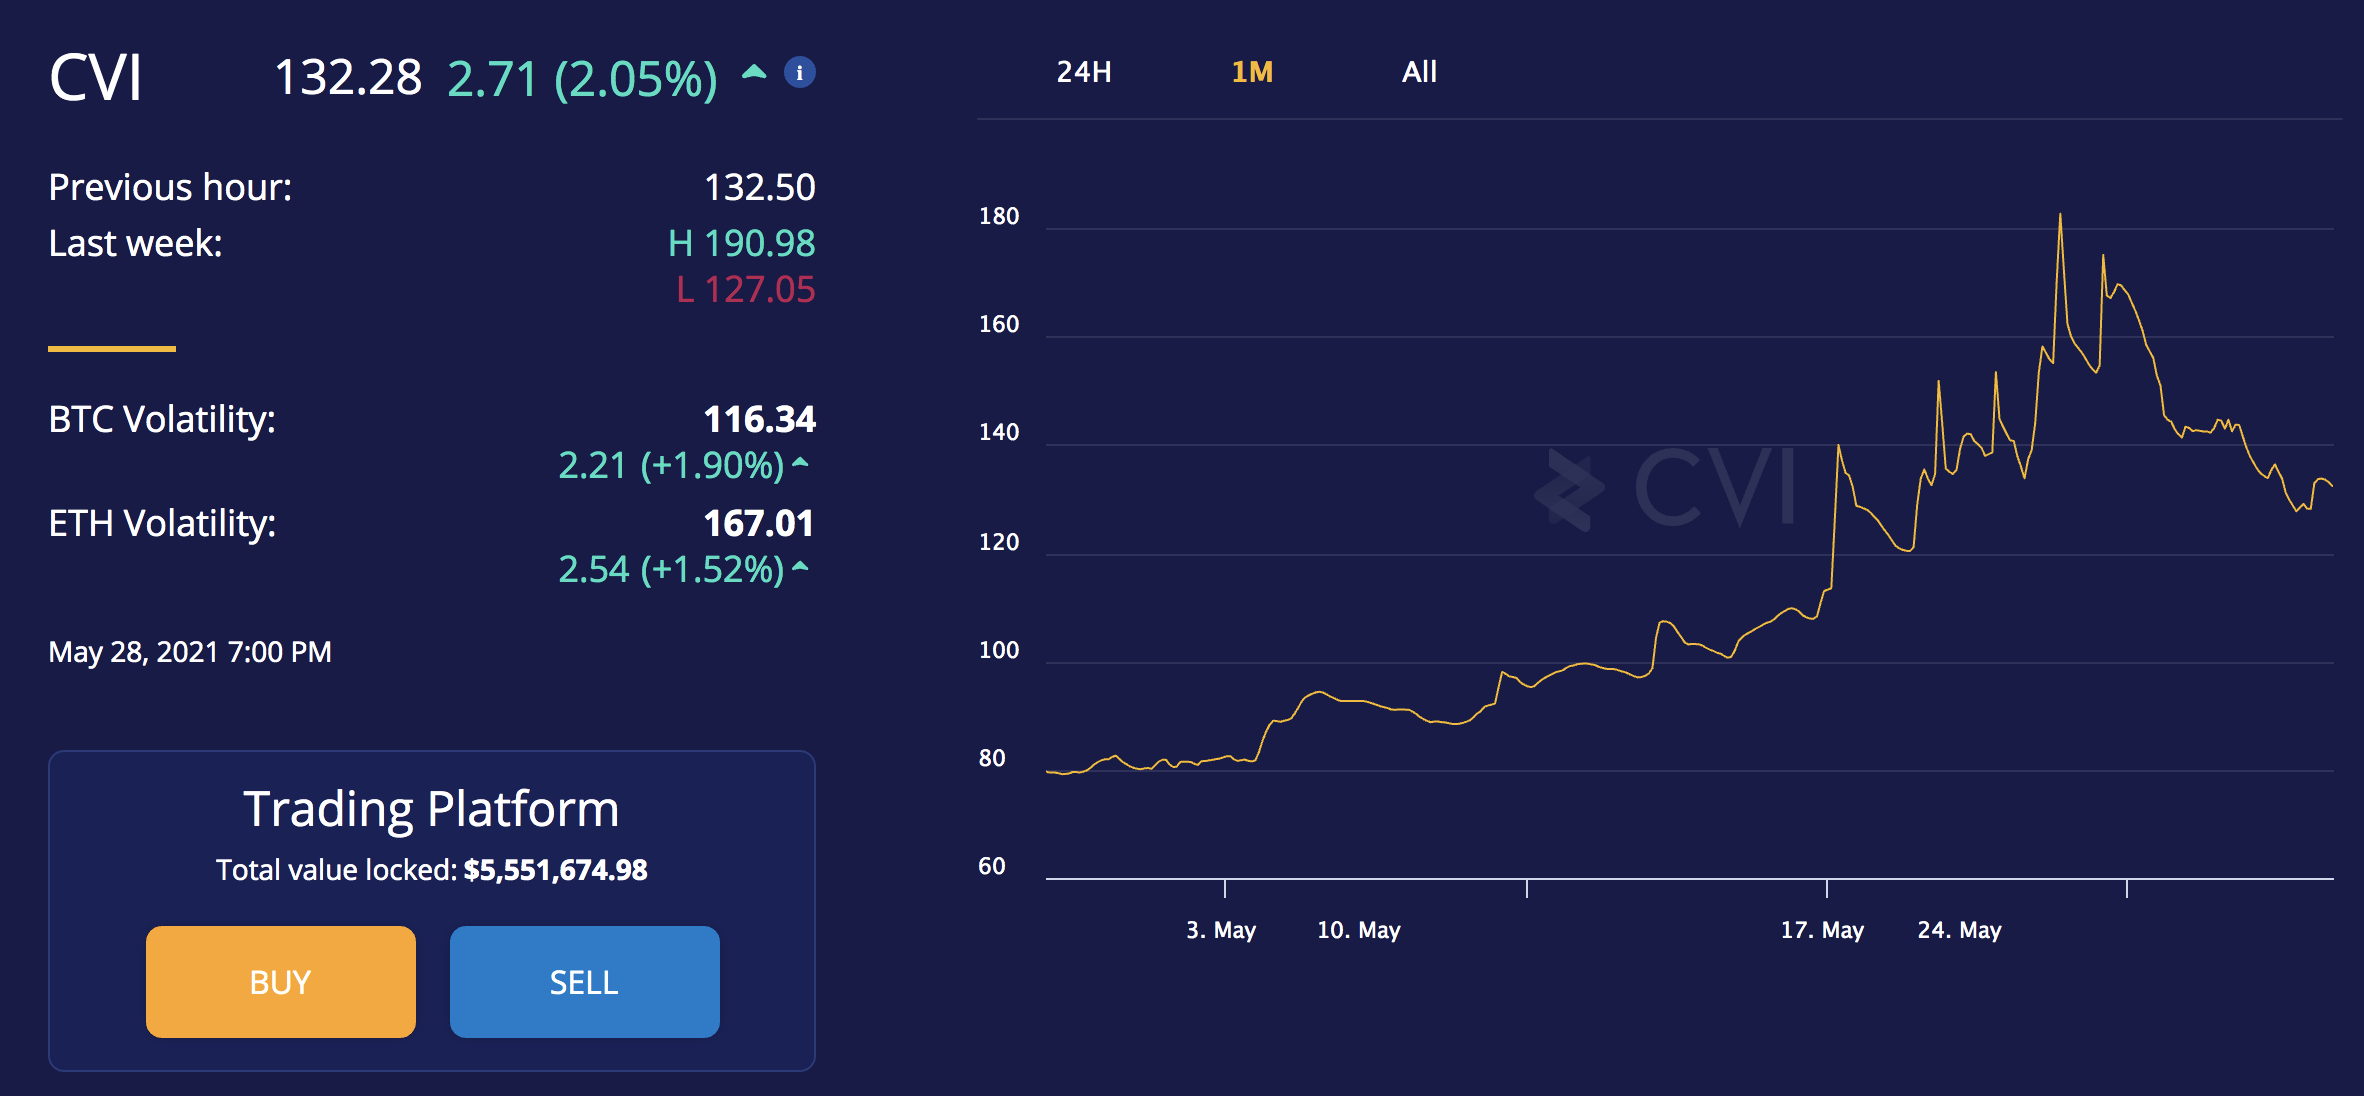 CVI 132.28 2.71 (2.05%) i
Previous hour: 132.50
Last week: H 190.98
L 127.05
BTC Volatility: 116.34
2.21 (+1.90%)
ETH Volatility: 167.01
2.54 (+1.52%)
May 28, 2021 7:00 PM
Trading Platform
Total value locked: $5,551,674.98
BUY SELL
24H 1M All
180
160
140
CVI
120
100
80
60
3. May 10. May 17. May 24. May